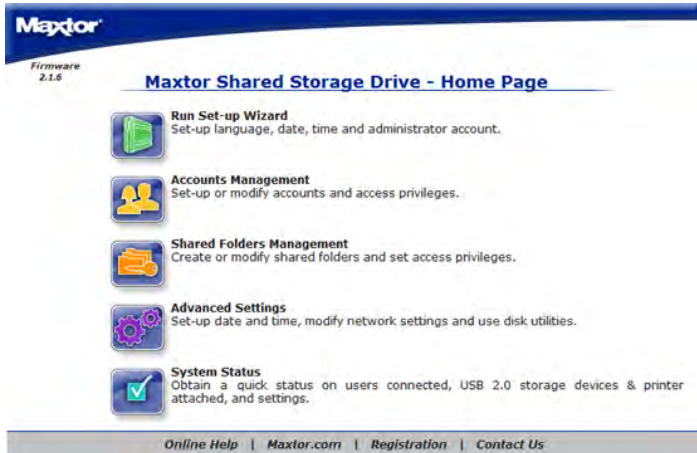 Maxtor
Firmware
2.1.6
Maxtor Shared Storage Drive - Home Page
Run Set-up Wizard
Set-up language, date, time and administrator account.
Accounts Management
Set-up or modify accounts and access privileges.
Shared Folders Management
Create or modify shared folders and set access privileges.
Advanced Settings
Set-up date and time, modify network settings and use disk utilities.
System Status
Obtain a quick status on users connected, USB 2.0 storage devices & printer
attached, and settings.
Online Help | Maxtor.com | Registration | Contact Us